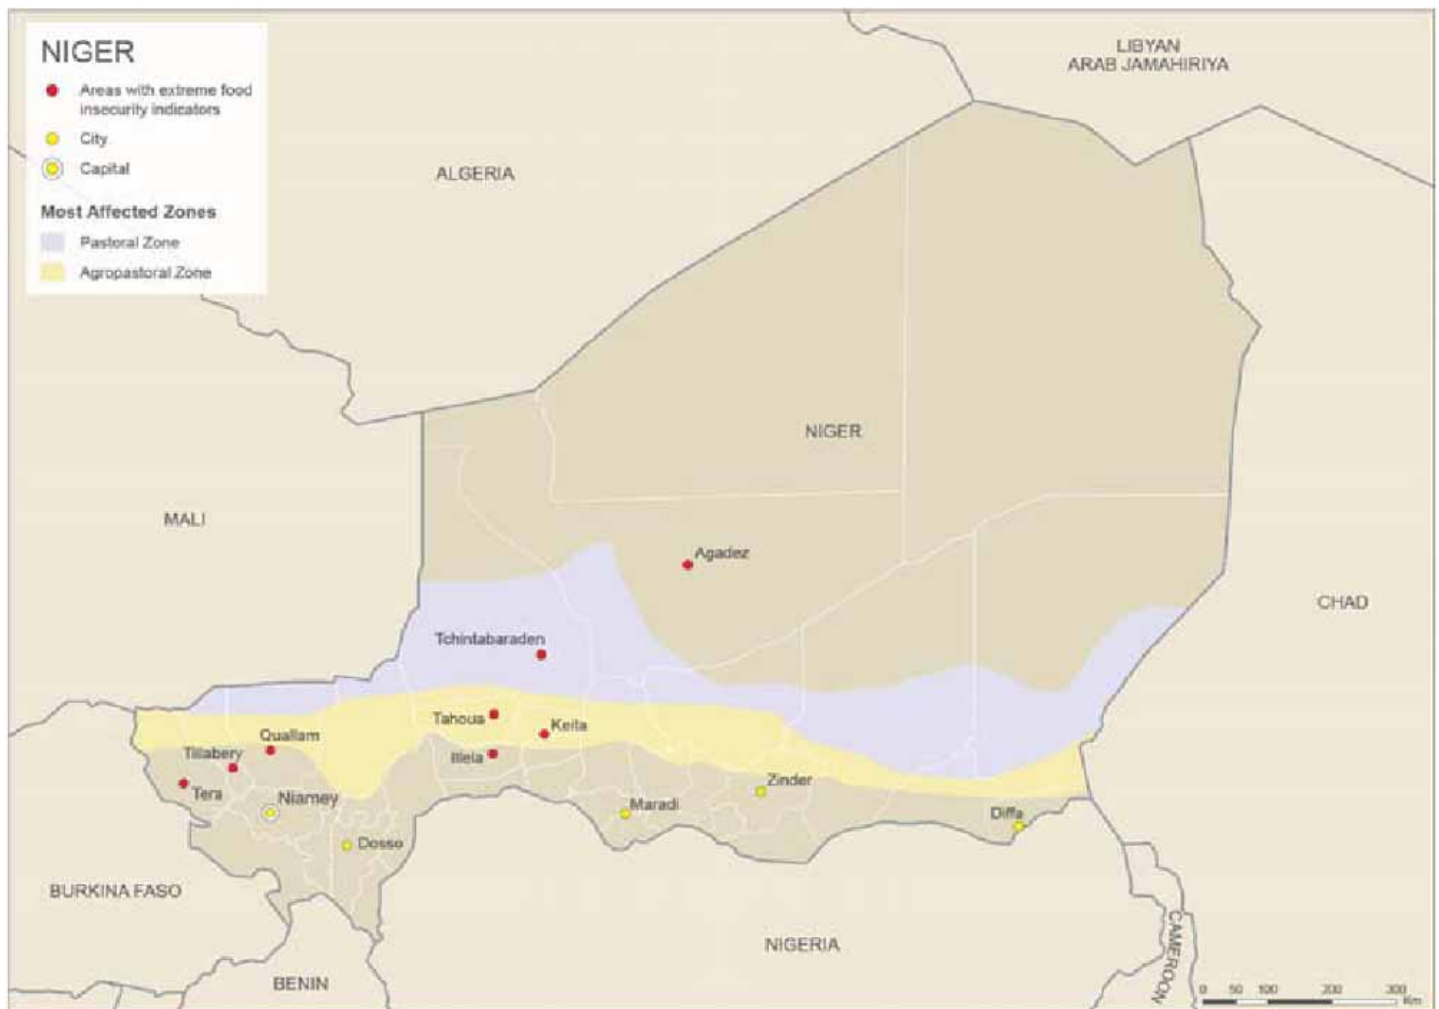 NIGER
Areas with extreme food
insecurity indicators
City
Capital
Most Affected Zones
Pastoral Zone
Agropastoral Zone
LIBYAN
ARAB JAMAHIRIYA
ALGERIA
NIGER
MALI
Agadez
CHAD
Tchintabaraden
Tahoua
Keita
Quallam
Tillabery
Illela
Zinder
Tera
Niamey
Maradi
Diffa
Dosso
BURKINA FASO
NIGERIA
CAMEROON
BENIN
0 50 100 200 300
Km